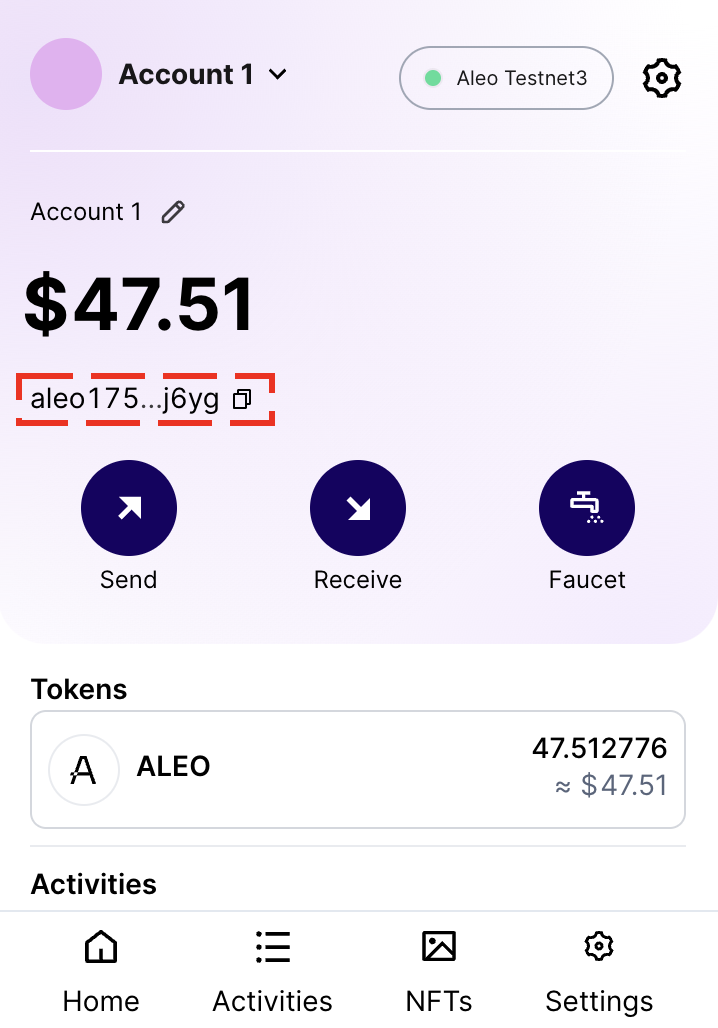 Account 1
Aleo Testnet3
Account 1
$47.51
aleo175...j6yg
Send
Receive
Faucet
Tokens
ALEO
47.512776
≈ $47.51
Activities
Home
Activities
NFTs
Settings